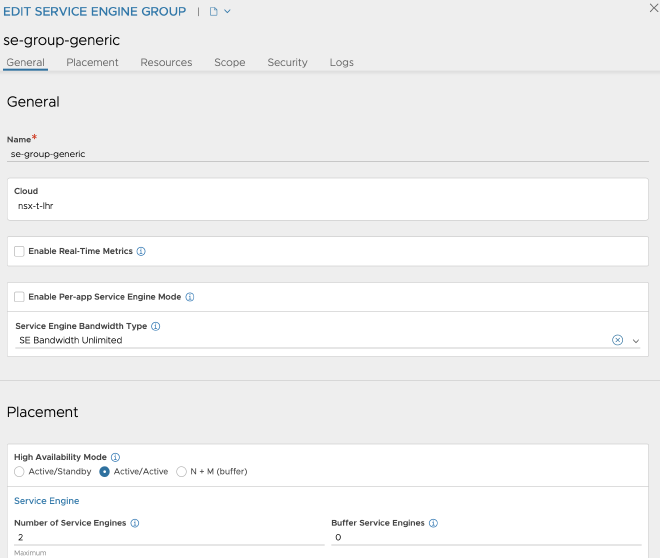 EDIT SERVICE ENGINE GROUP |
se-group-generic
General Placement Resources Scope Security Logs
General
Name*
se-group-generic
Cloud
nsx-t-lhr
Enable Real-Time Metrics
Enable Per-app Service Engine Mode
Service Engine Bandwidth Type
SE Bandwidth Unlimited
Placement
High Availability Mode
Active/Standby Active/Active N + M (buffer)
Service Engine
Number of Service Engines Buffer Service Engines
2 0
Maximum